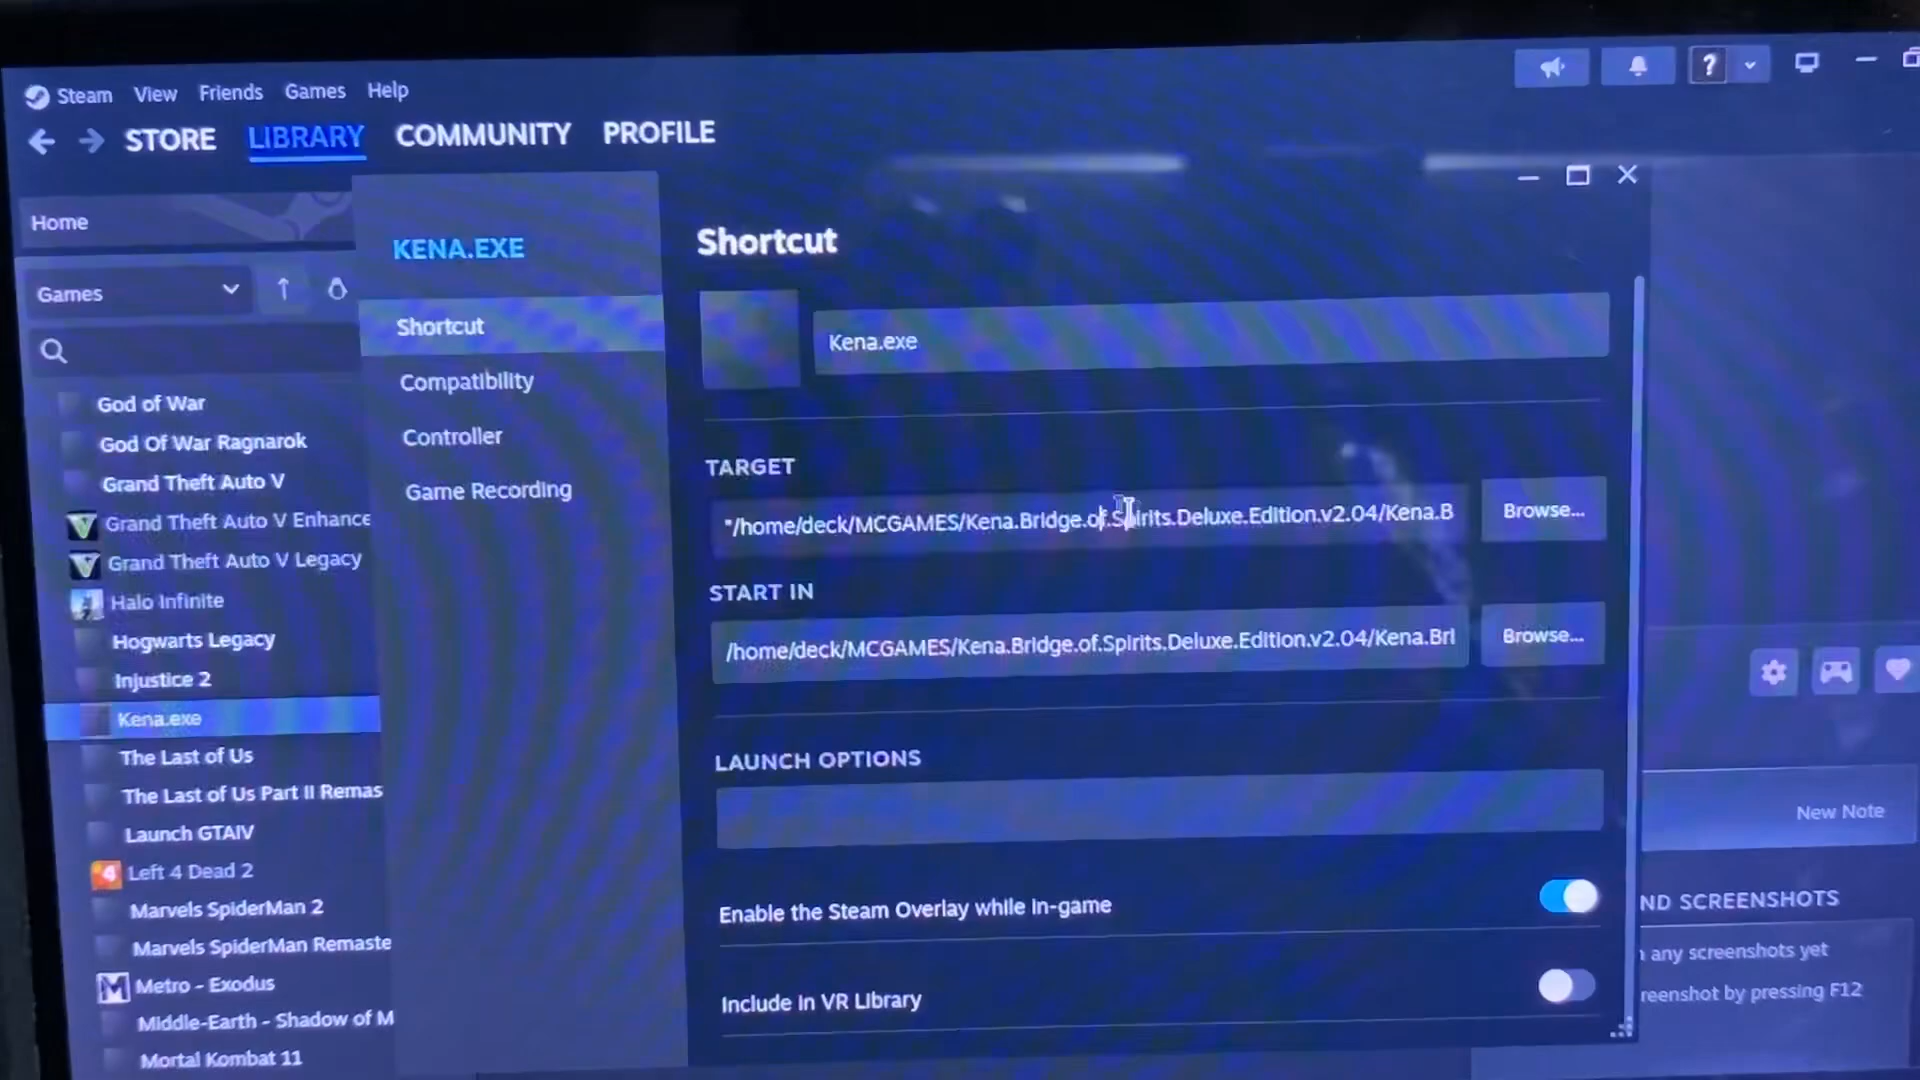 Steam View Friends Games Help
?
STORE LIBRARY COMMUNITY PROFILE
Home
Games
God of War
God Of War Ragnarok
Grand Theft Auto V
Grand Theft Auto V Enhance
Grand Theft Auto V Legacy
Halo Infinite
Hogwarts Legacy
Injustice 2
Kena.exe
The Last of Us
The Last of Us Part II Remas
Launch GTAIV
Left 4 Dead 2
Marvels SpiderMan 2
Marvels SpiderMan Remaste
Metro - Exodus
Middle-Earth - Shadow of M
Mortal Kombat 11
KENA.EXE
Shortcut
Compatibility
Controller
Game Recording
Shortcut
Kena.exe
TARGET
"/home/deck/MCGAMES/Kena.Bridge.of.Spirits.Deluxe.Edition.v2.04/Kena.B
Browse...
START IN
/home/deck/MCGAMES/Kena.Bridge.of.Spirits.Deluxe.Edition.v2.04/Kena.Bri
Browse...
LAUNCH OPTIONS
Enable the Steam Overlay while in-game
Include in VR Library
New Note
ND SCREENSHOTS
any screenshots yet
reenshot by pressing F12